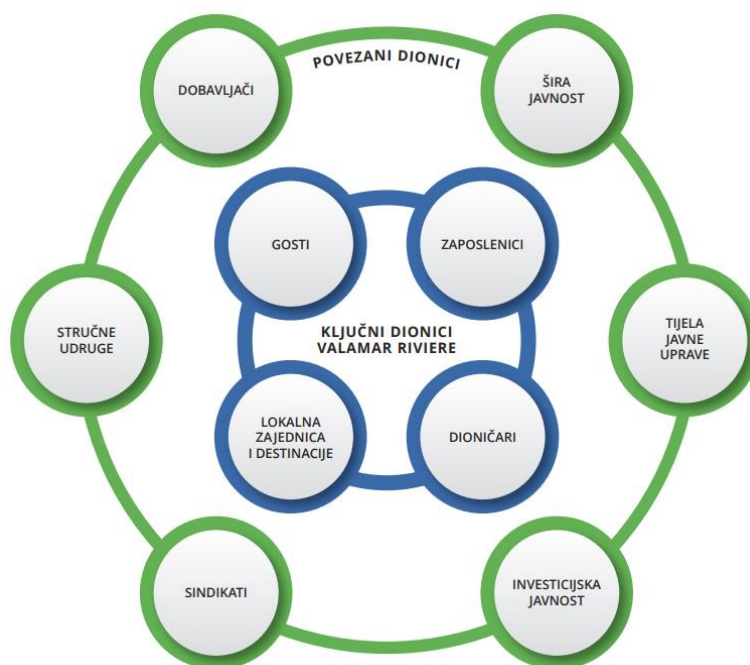 POVEZANI DIONICI
DOBAVLJAČI
ŠIRA
JAVNOST
GOSTI
ZAPOSLENICI
STRUČNE
UDRUGE
KLJUČNI DIONICI
VALAMAR RIVIERE
TIJELA
JAVNE
UPRAVE
LOKALNA
ZAJEDNICA
I DESTINACIJE
DIONIČARI
SINDIKATI
INVESTICIJSKA
JAVNOST